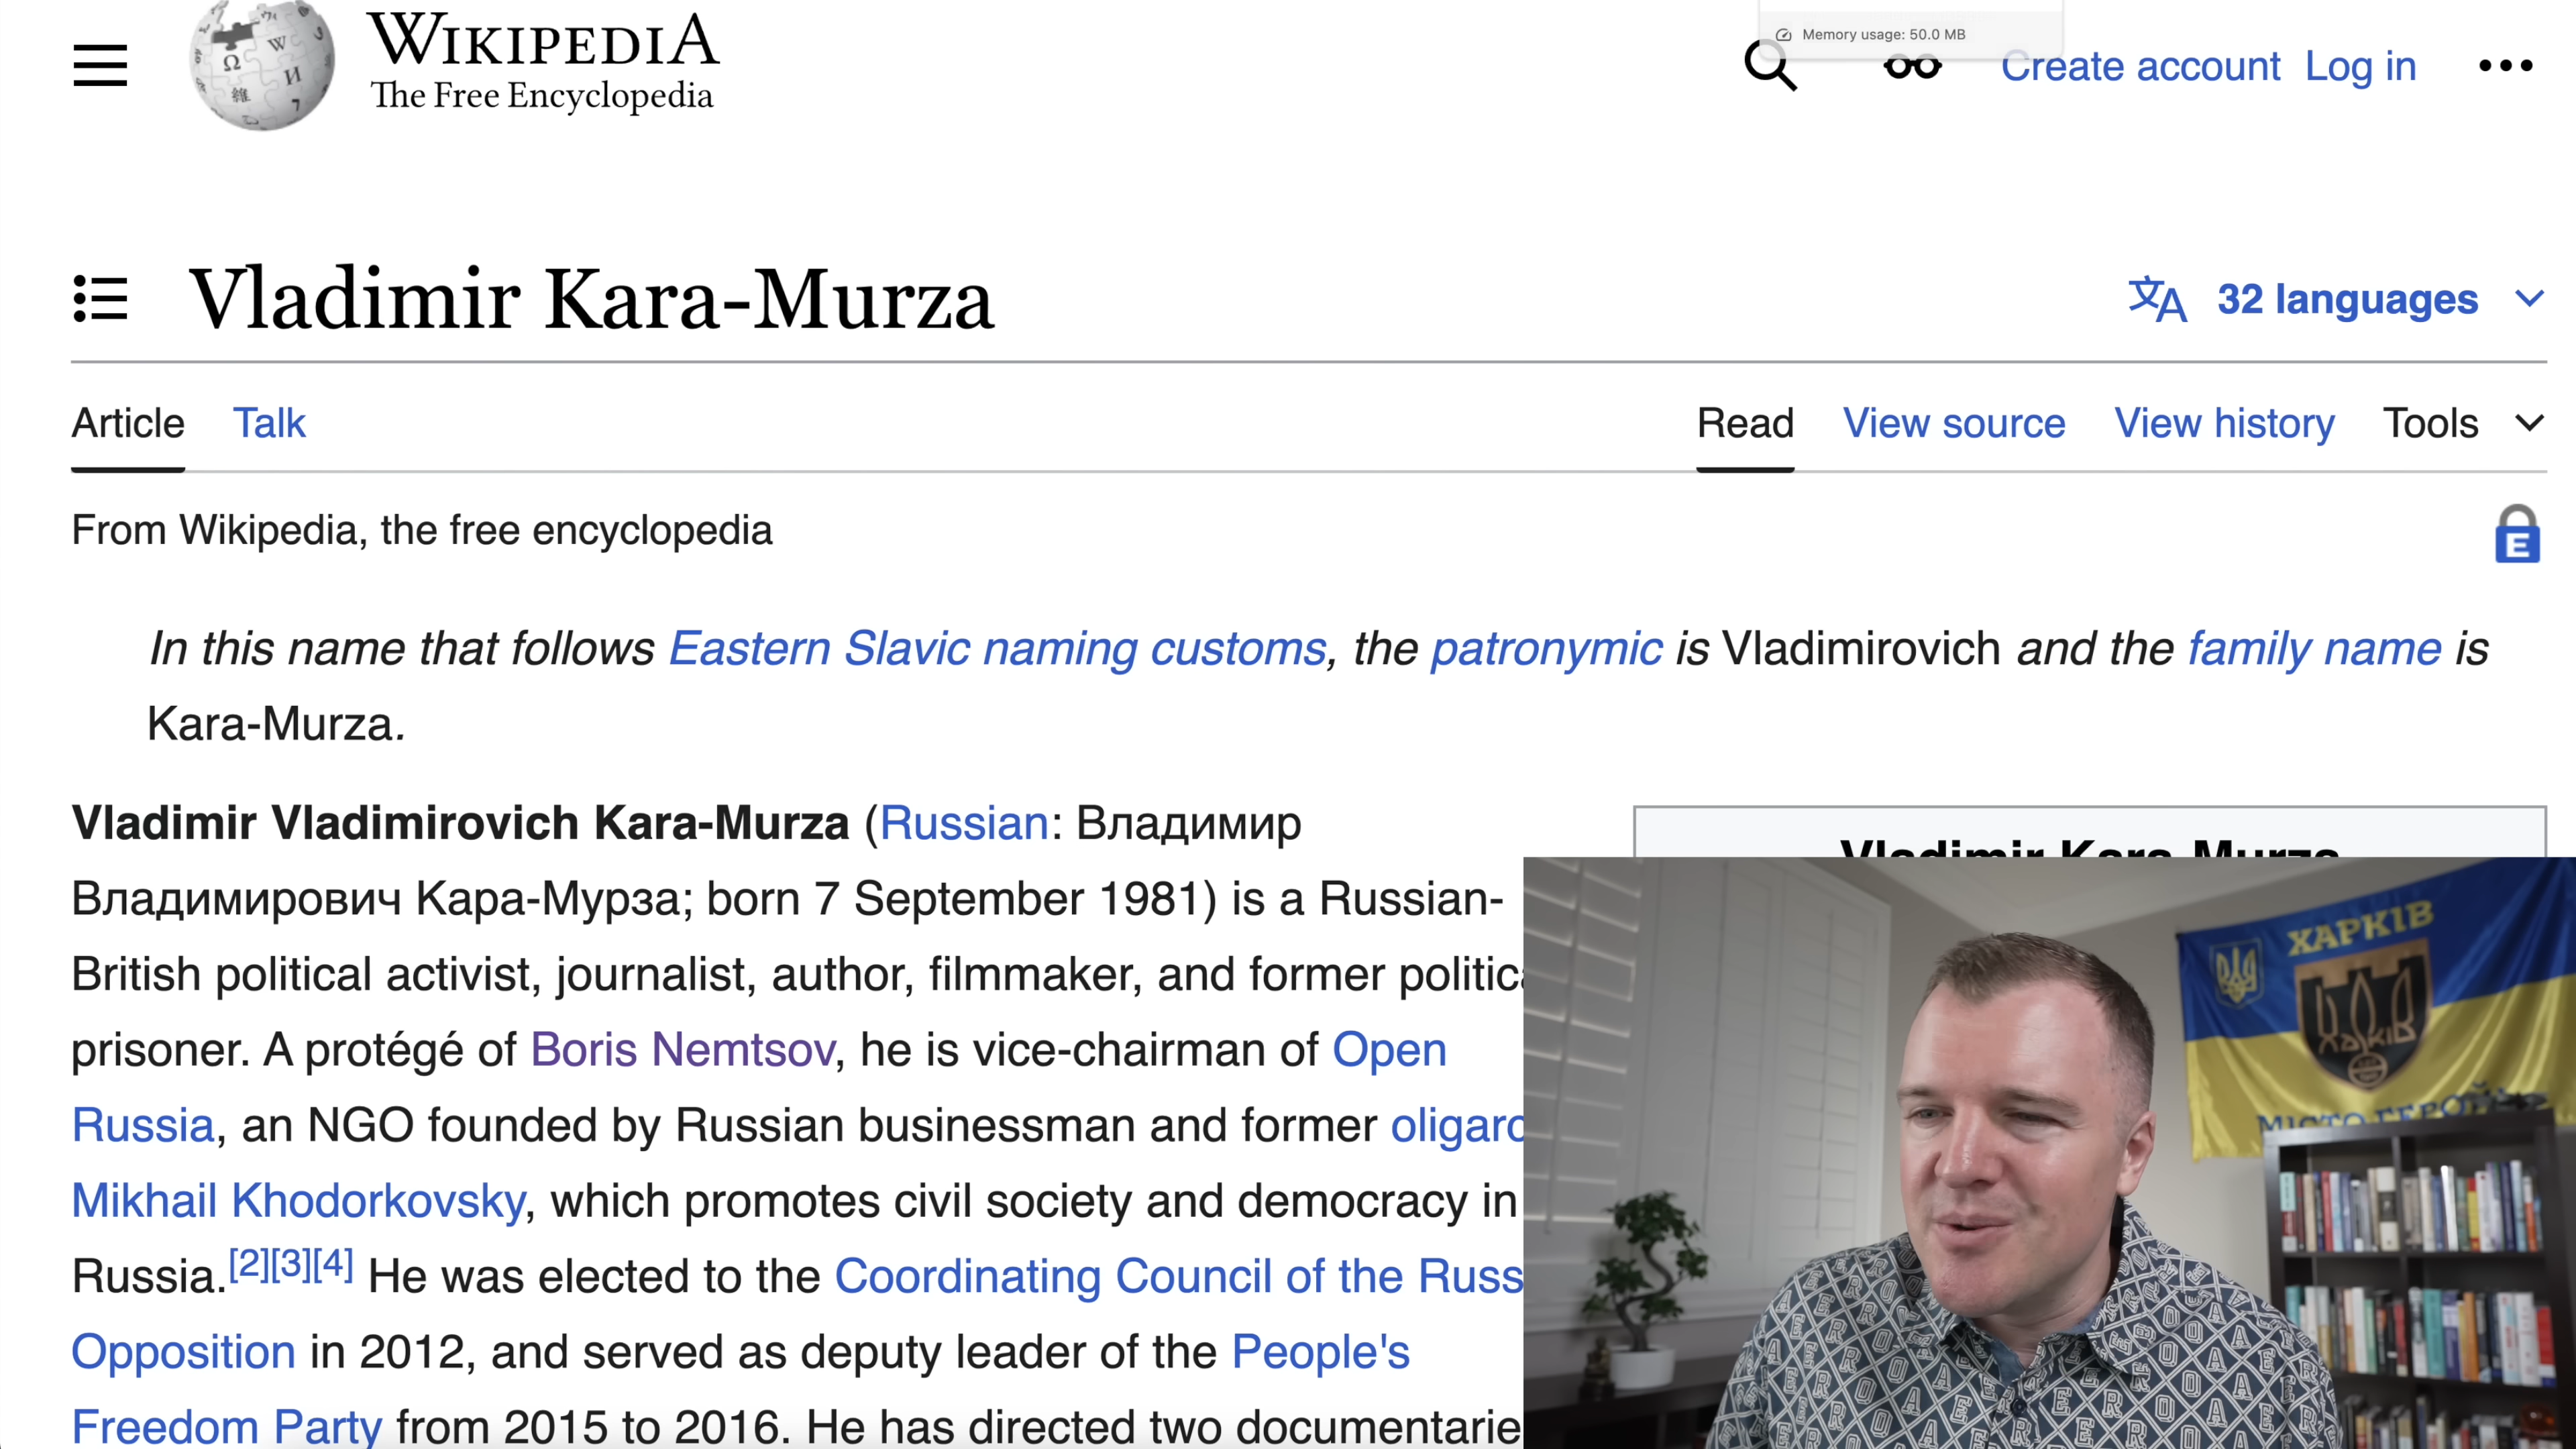 Memory usage: 50.0 MB
WIKIPEDIA
The Free Encyclopedia
Create account Log in
Vladimir Kara-Murza
32 languages
Article Talk
Read View source View history Tools
From Wikipedia, the free encyclopedia
In this name that follows Eastern Slavic naming customs, the patronymic is Vladimirovich and the family name is
Kara-Murza.
Vladimir Vladimirovich Kara-Murza (Russian: Владимир
Владимирович Кара-Мурза; born 7 September 1981) is a Russian-
British political activist, journalist, author, filmmaker, and former politic
prisoner. A protégé of Boris Nemtsov, he is vice-chairman of Open
Russia, an NGO founded by Russian businessman and former oligarc
Mikhail Khodorkovsky, which promotes civil society and democracy in
Russia.[2][3][4] He was elected to the Coordinating Council of the Russ
Opposition in 2012, and served as deputy leader of the People's
Freedom Party from 2015 to 2016. He has directed two documentarie
Vladimir Kara-Murza
ХАРКІВ
ХАРКІВ
МІСТО ГЕРОЙ